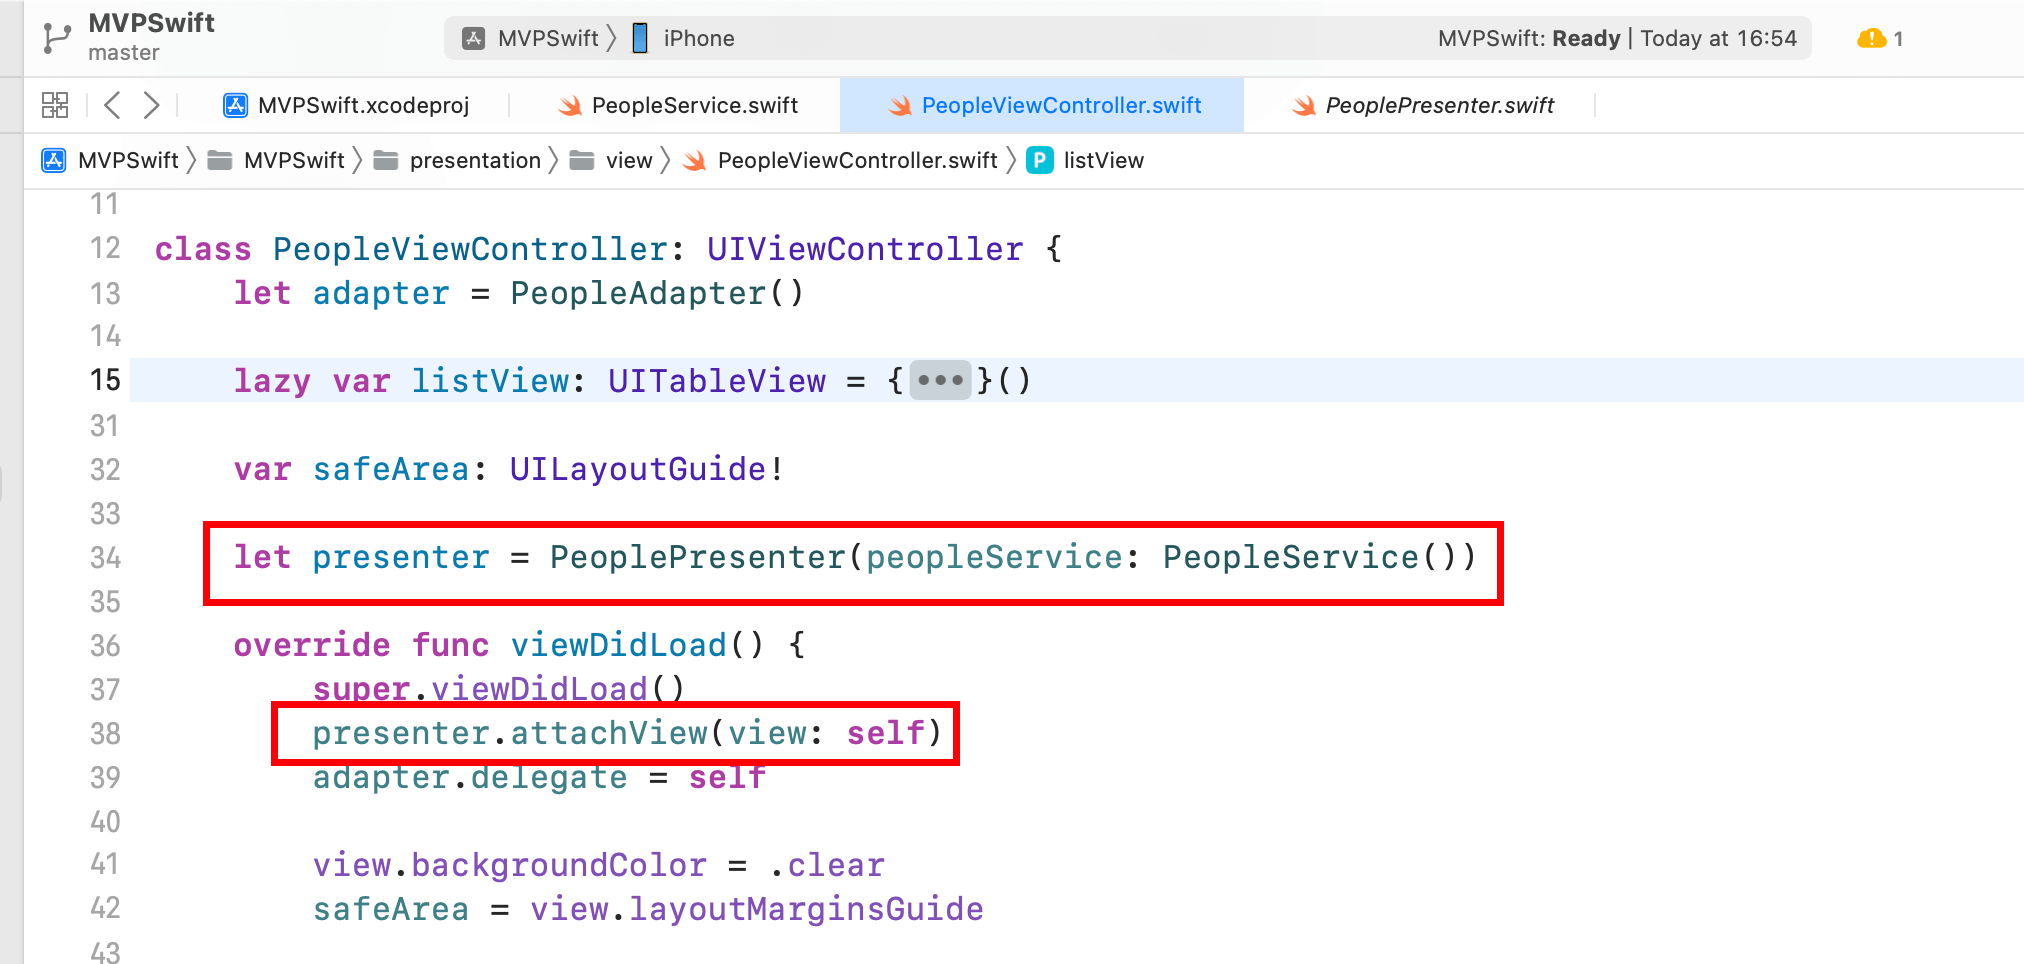 MVPSwift
master
MVPSwift iPhone
MVPSwift: Ready | Today at 16:54
1
MVPSwift.xcodeproj PeopleService.swift PeopleViewController.swift PeoplePresenter.swift
MVPSwift MVPSwift presentation view PeopleViewController.swift P listView
11
12 class PeopleViewController: UIViewController {
13 let adapter = PeopleAdapter()
14
15 lazy var listView: UITableView = {•••}()
31
32 var safeArea: UILayoutGuide!
33
34 let presenter = PeoplePresenter(peopleService: PeopleService())
35
36 override func viewDidLoad() {
37 super.viewDidLoad()
38 presenter.attachView(view: self)
39 adapter.delegate = self
40
41 view.backgroundColor = .clear
42 safeArea = view.layoutMarginsGuide
43